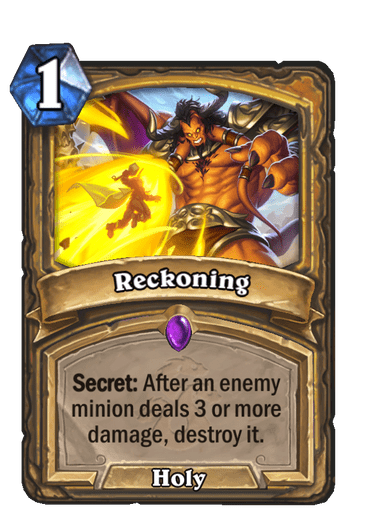 1
Reckoning
Secret: After an enemy
minion deals 3 or more
damage, destroy it.
Holy